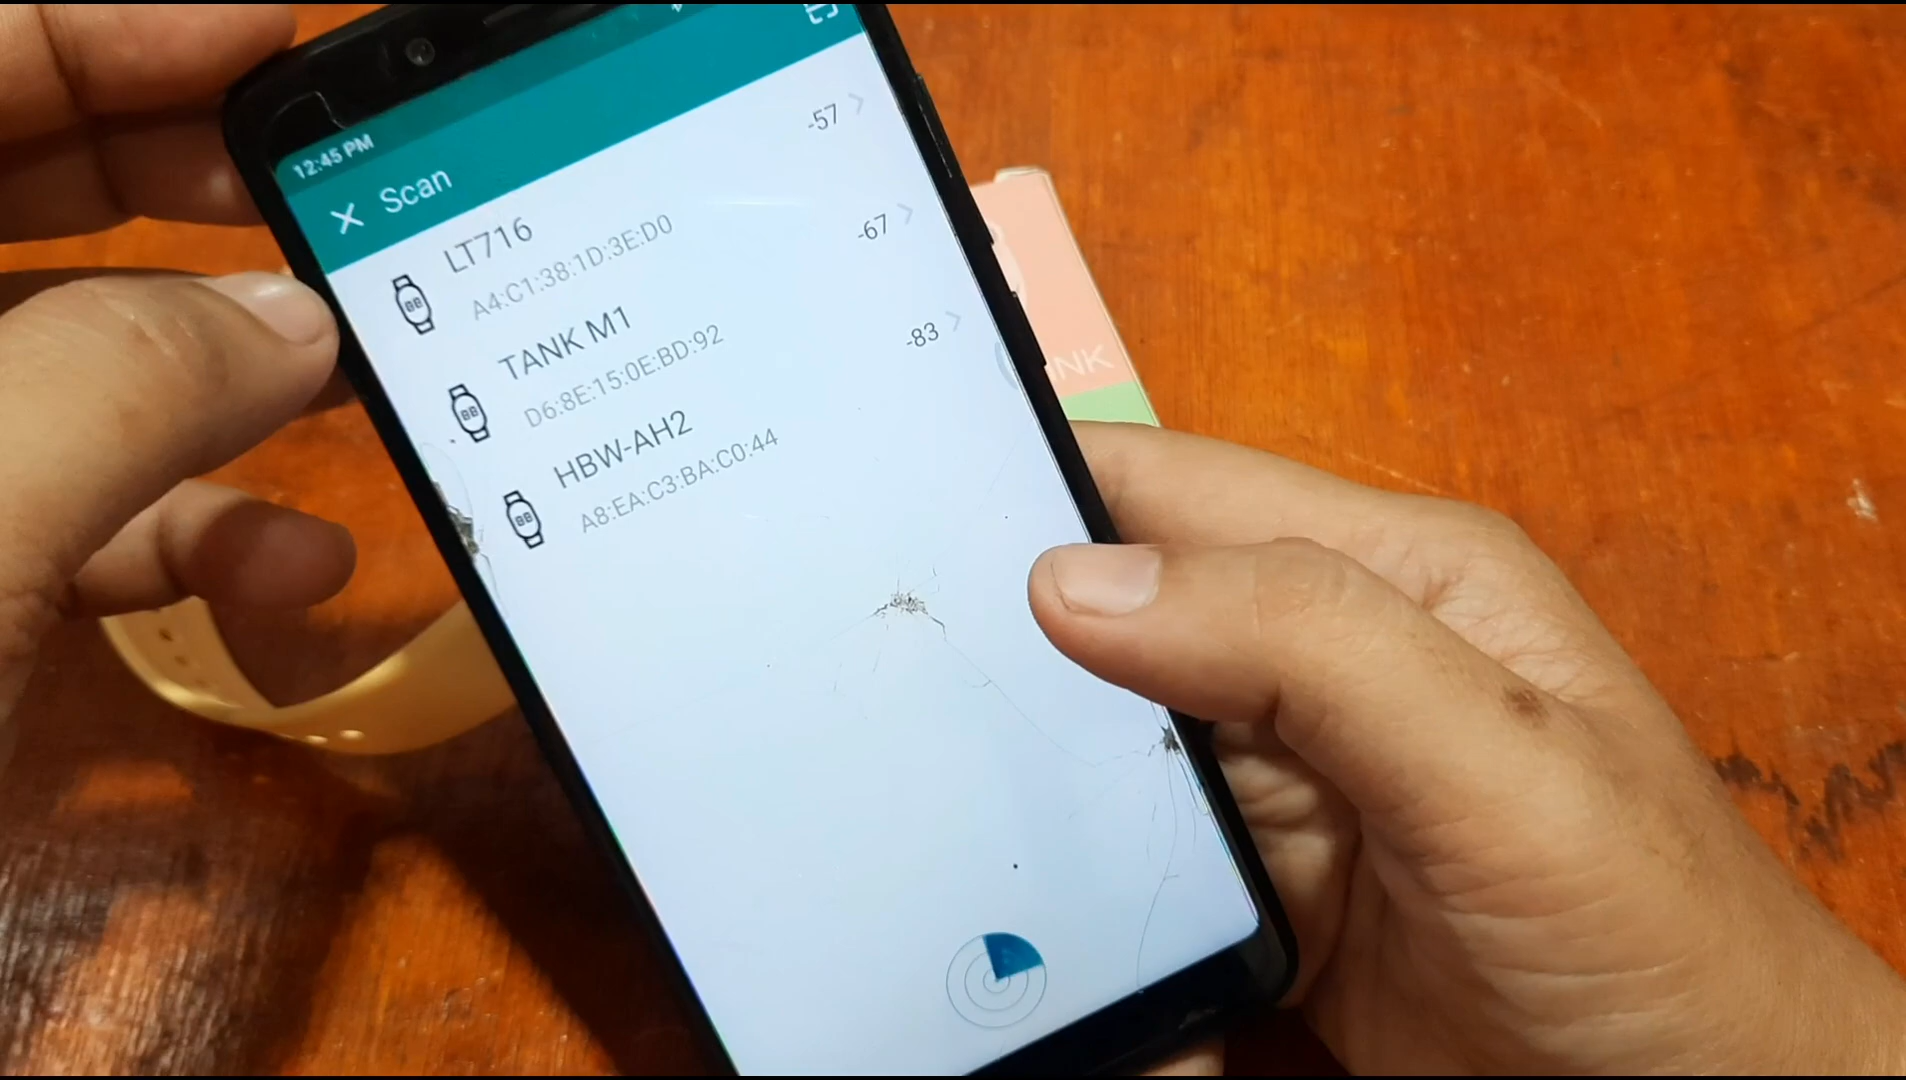 12:45 PM
Scan
LT716
A4:C1:38:1D:3E:D0
-57
TANK M1
D6:8E:15:0E:BD:92
-67
HBW-AH2
A8:EA:C3:BA:C0:44
-83